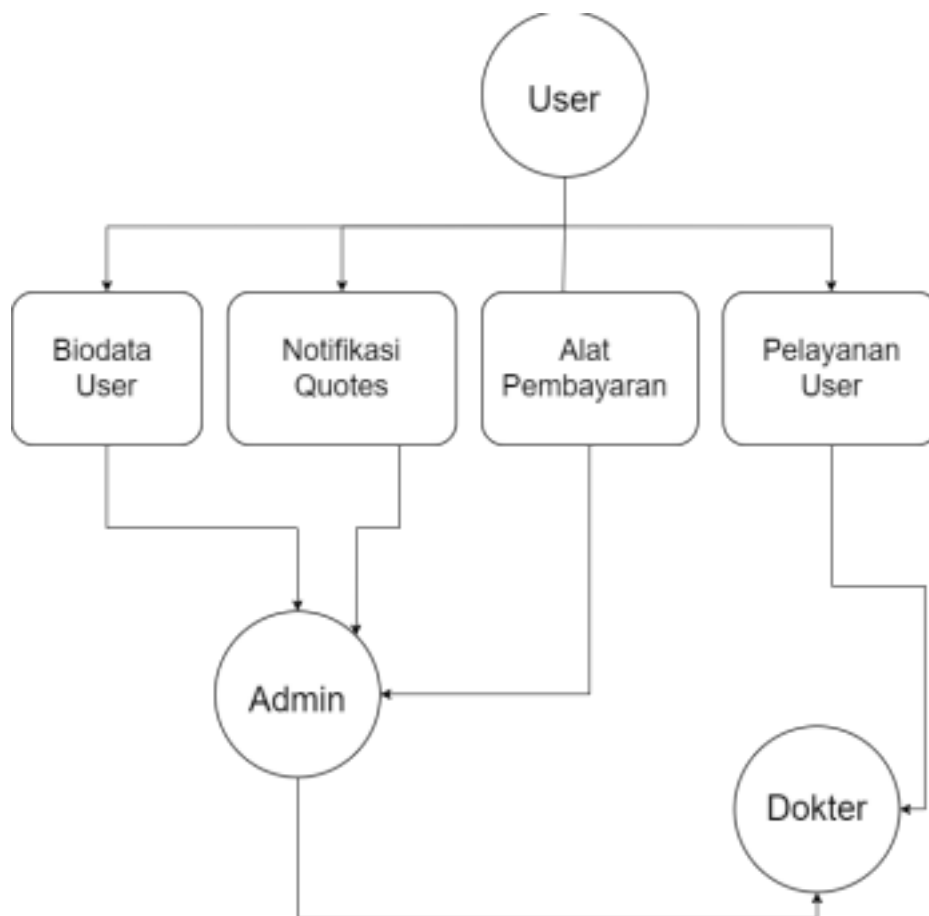 User
Biodata
User
Notifikasi
Quotes
Alat
Pembayaran
Pelayanan
User
Admin
Dokter